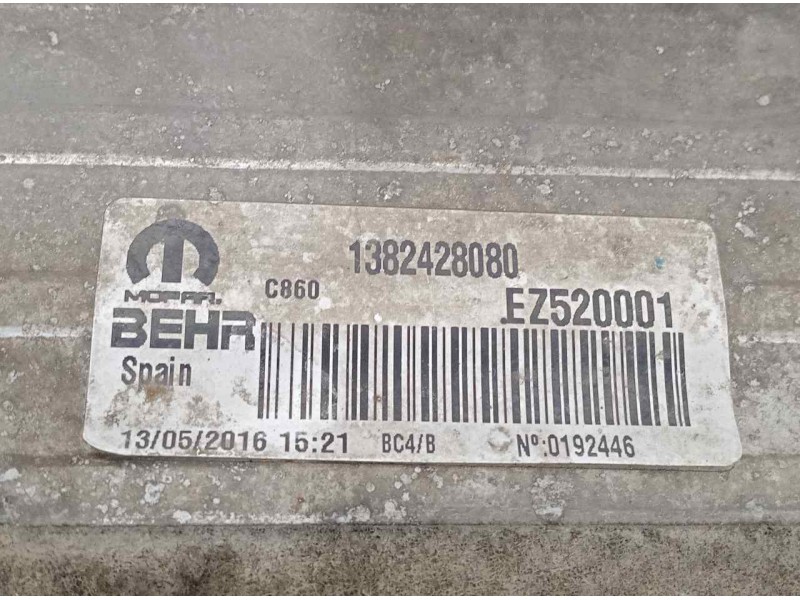 1382428080
MOPAR.
C860
EZ520001
BEHR
Spain
13/05/2016 15:21 BC4/B Nº:0192446